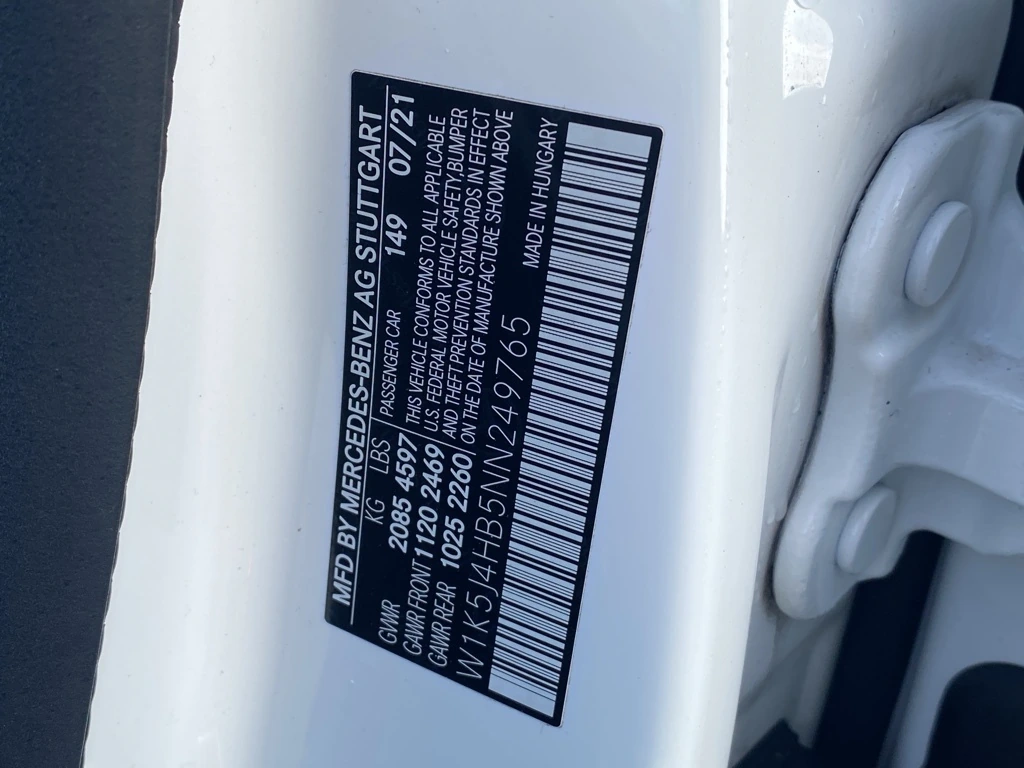 MFD BY MERCEDES-BENZ AG STUTTGART
KG LBS PASSENGER CAR 149 07/21
GVWR 2085 4597 THIS VEHICLE CONFORMS TO ALL APPLICABLE
GAWR FRONT 1120 2469 U.S. FEDERAL MOTOR VEHICLE SAFETY,BUMPER
GAWR REAR 1025 2260 AND THEFT PREVENTION STANDARDS IN EFFECT
ON THE DATE OF MANUFACTURE SHOWN ABOVE
W1K5J4HB5NN249765 MADE IN HUNGARY